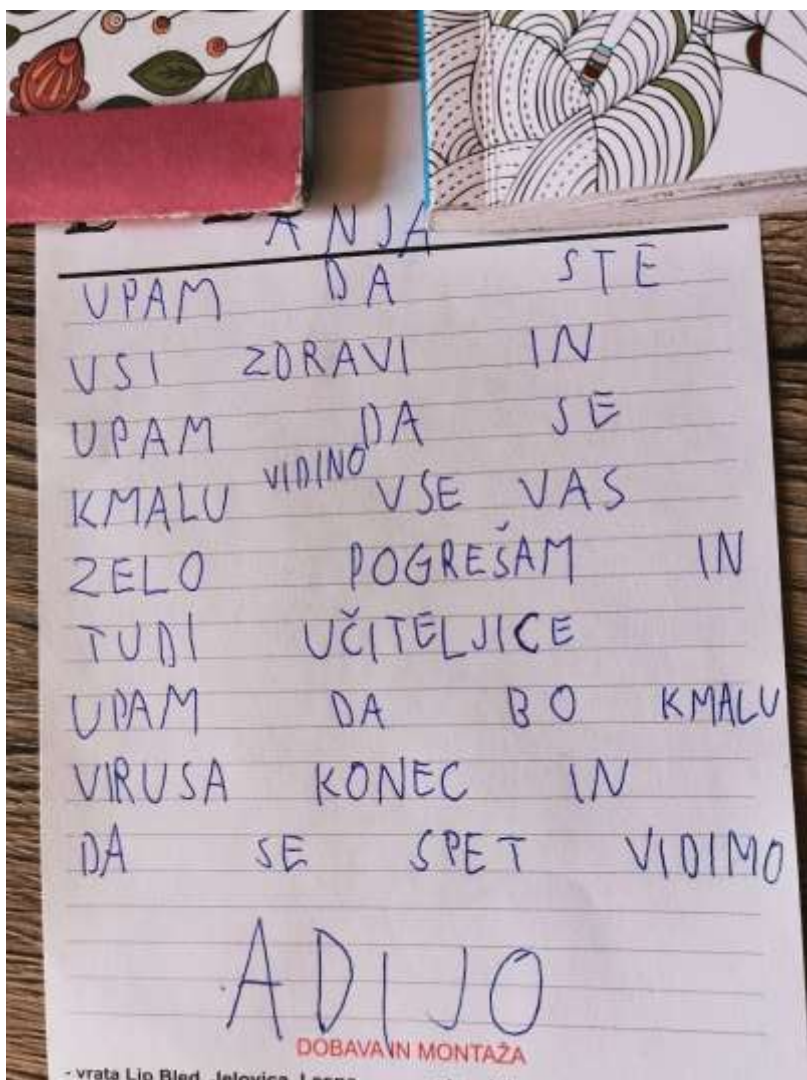 ANJA
UPAM DA STE
VSI ZDRAVI IN
UPAM DA SE
KMALU VIDINO VSE VAS
ZELO POGREŠAM IN
TUDI UČITELJICE
UPAM DA BO KMALU
VIRUSA KONEC IN
DA SE SPET VIDIMO
ADIJO
DOBAVA IN MONTAŽA
- vrata Lip Bled, Jelovica, Lesna